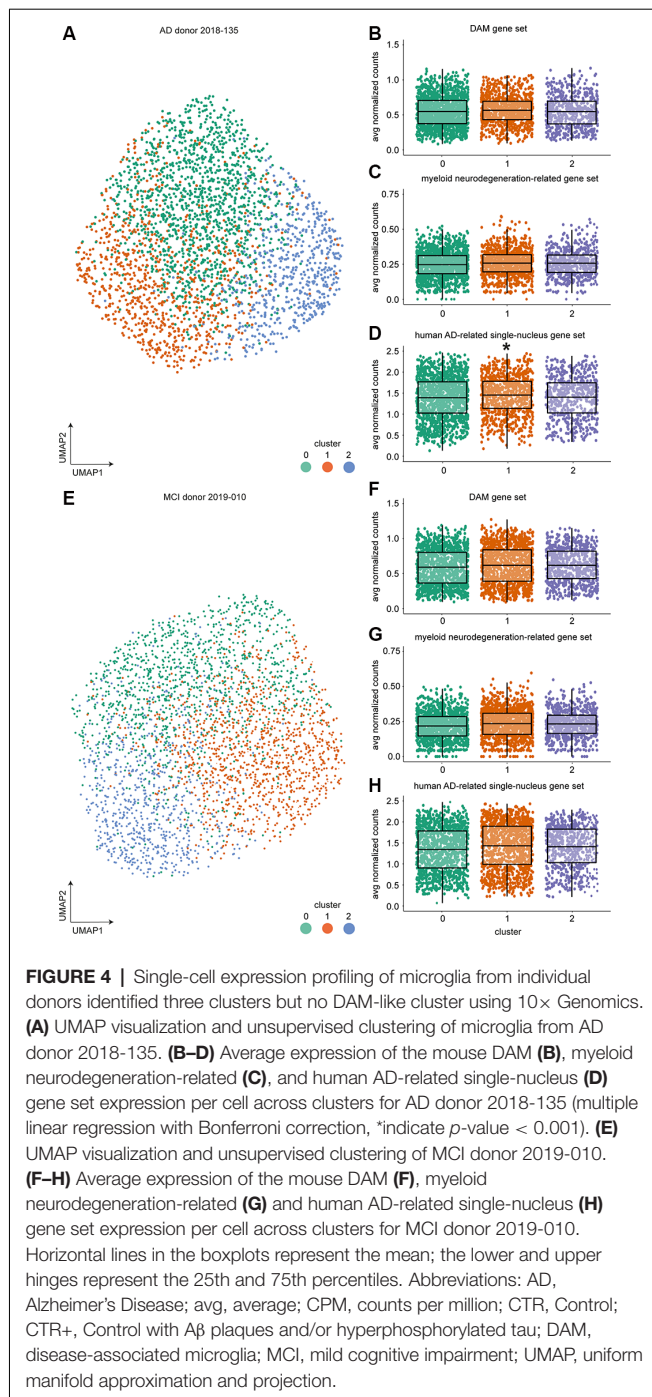 A
AD donor 2018-135
UMAP2
UMAP1
cluster
0 1 2
B
DAM gene set
avg normalized counts
1.5
1.0
0.5
0.0
0 1 2
C
myeloid neurodegeneration-related gene set
avg normalized counts
0.75
0.50
0.25
0.0
0 1 2
D
human AD-related single-nucleus gene set
*
avg normalized counts
2.5
2.0
1.5
1.0
0.5
0.0
0 1 2
E
MCI donor 2019-010
UMAP2
UMAP1
cluster
0 1 2
F
DAM gene set
avg normalized counts
1.5
1.0
0.5
0.0
0 1 2
G
myeloid neurodegeneration-related gene set
avg normalized counts
0.75
0.50
0.25
0.0
0 1 2
H
human AD-related single-nucleus gene set
avg normalized counts
2.5
2.0
1.5
1.0
0.5
0.0
0 1 2
cluster
FIGURE 4 | Single-cell expression profiling of microglia from individual
donors identified three clusters but no DAM-like cluster using 10× Genomics.
(A) UMAP visualization and unsupervised clustering of microglia from AD
donor 2018-135. (B–D) Average expression of the mouse DAM (B), myeloid
neurodegeneration-related (C), and human AD-related single-nucleus (D)
gene set expression per cell across clusters for AD donor 2018-135 (multiple
linear regression with Bonferroni correction, *indicate p-value < 0.001). (E)
UMAP visualization and unsupervised clustering of MCI donor 2019-010.
(F–H) Average expression of the mouse DAM (F), myeloid
neurodegeneration-related (G) and human AD-related single-nucleus (H)
gene set expression per cell across clusters for MCI donor 2019-010.
Horizontal lines in the boxplots represent the mean; the lower and upper
hinges represent the 25th and 75th percentiles. Abbreviations: AD,
Alzheimer's Disease; avg, average; CPM, counts per million; CTR, Control;
CTR+, Control with Aβ plaques and/or hyperphosphorylated tau; DAM,
disease-associated microglia; MCI, mild cognitive impairment; UMAP, uniform
manifold approximation and projection.